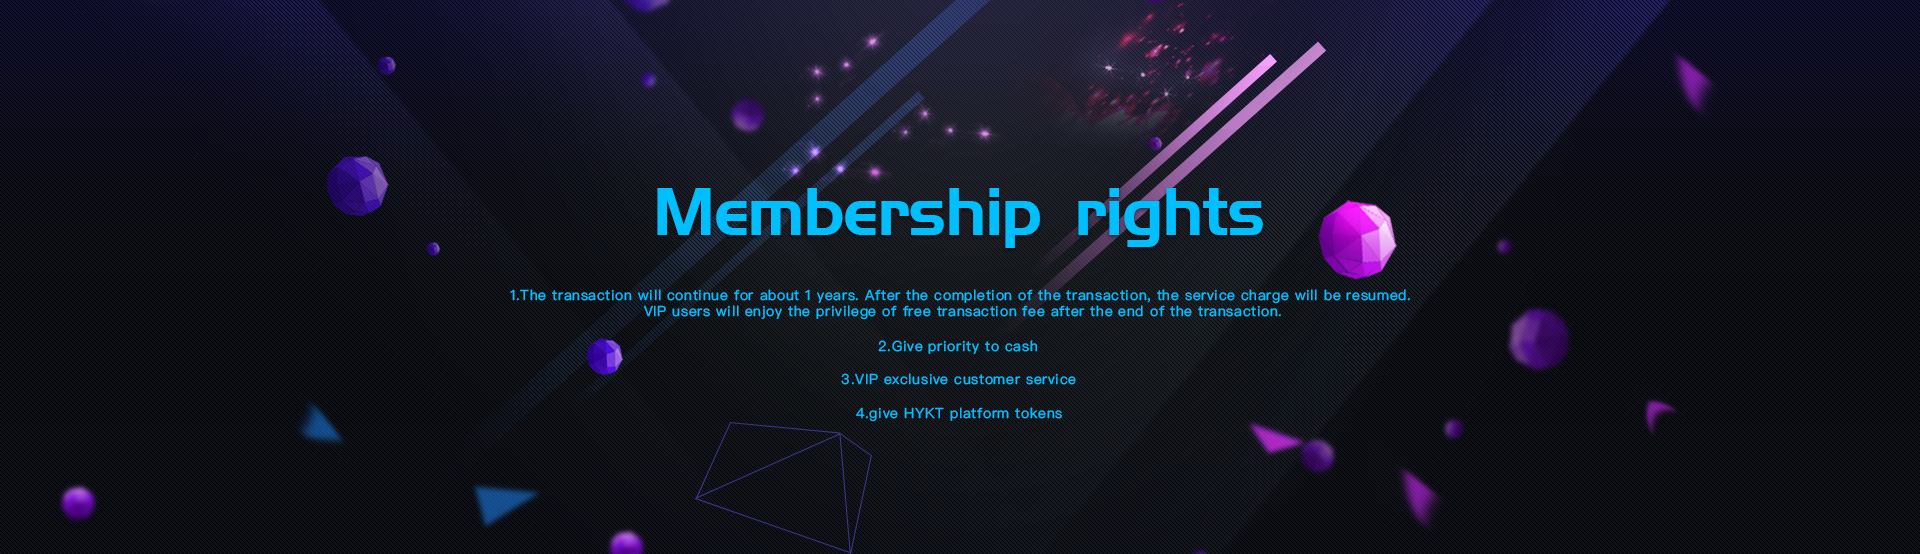 Membership rights
1.The transaction will continue for about 1 years. After the completion of the transaction, the service charge will be resumed.
VIP users will enjoy the privilege of free transaction fee after the end of the transaction.
2.Give priority to cash
3.VIP exclusive customer service
4.give HYKT platform tokens